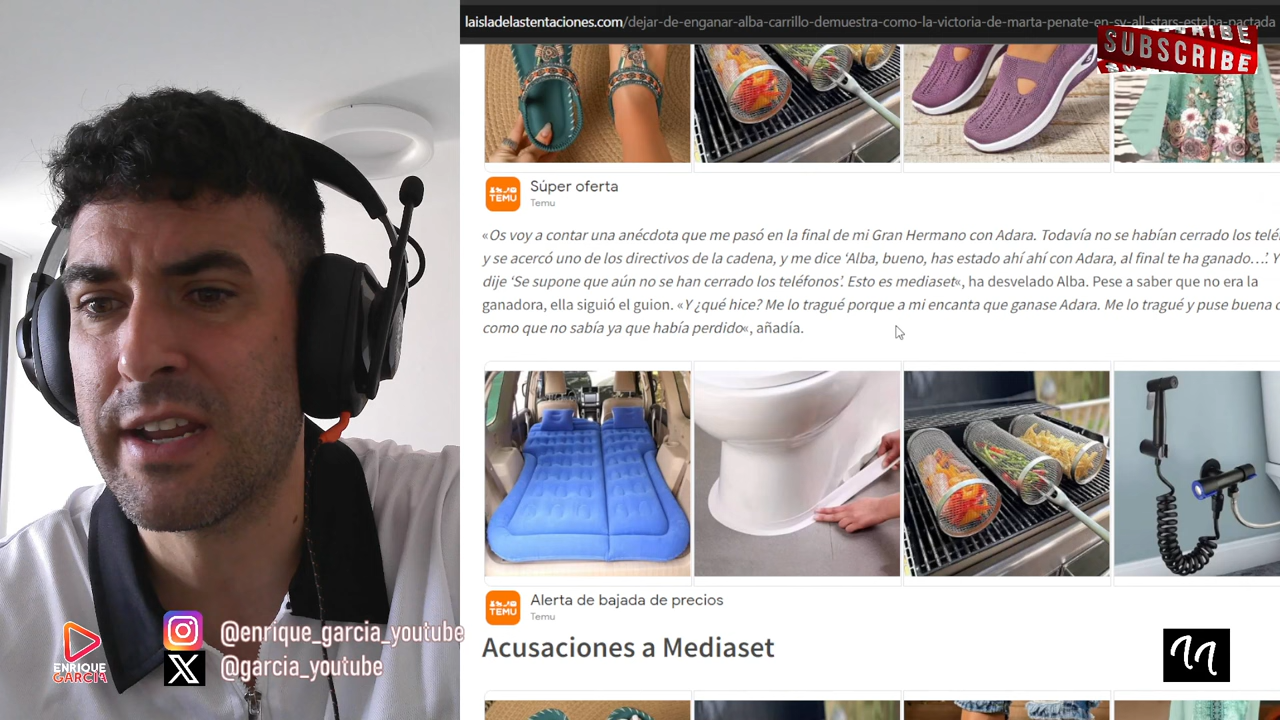 laisladelastentaciones.com/dejar-de-enganar-alba-carrillo-demuestra-como-la-victoria-de-marta-penate-en-sv-all-stars-estaba-pactada
SUBSCRIBE
TEMU
Súper oferta
Temu
«Os voy a contar una anécdota que me pasó en la final de mi Gran Hermano con Adara. Todavía no se habían cerrado los telé
y se acercó uno de los directivos de la cadena, y me dice ‘Alba, bueno, has estado ahí ahí con Adara, al final te ha ganado…’. Y
dije ‘Se supone que aún no se han cerrado los teléfonos’. Esto es mediaset«, ha desvelado Alba. Pese a saber que no era la
ganadora, ella siguió el guion. «Y ¿qué hice? Me lo tragué porque a mi encanta que ganase Adara. Me lo tragué y puse buena
como que no sabía ya que había perdido«, añadía.
TEMU
Alerta de bajada de precios
Temu
Acusaciones a Mediaset
ENRIQUE
GARCIA
@enrique_garcia_youtube
@garcia_youtube